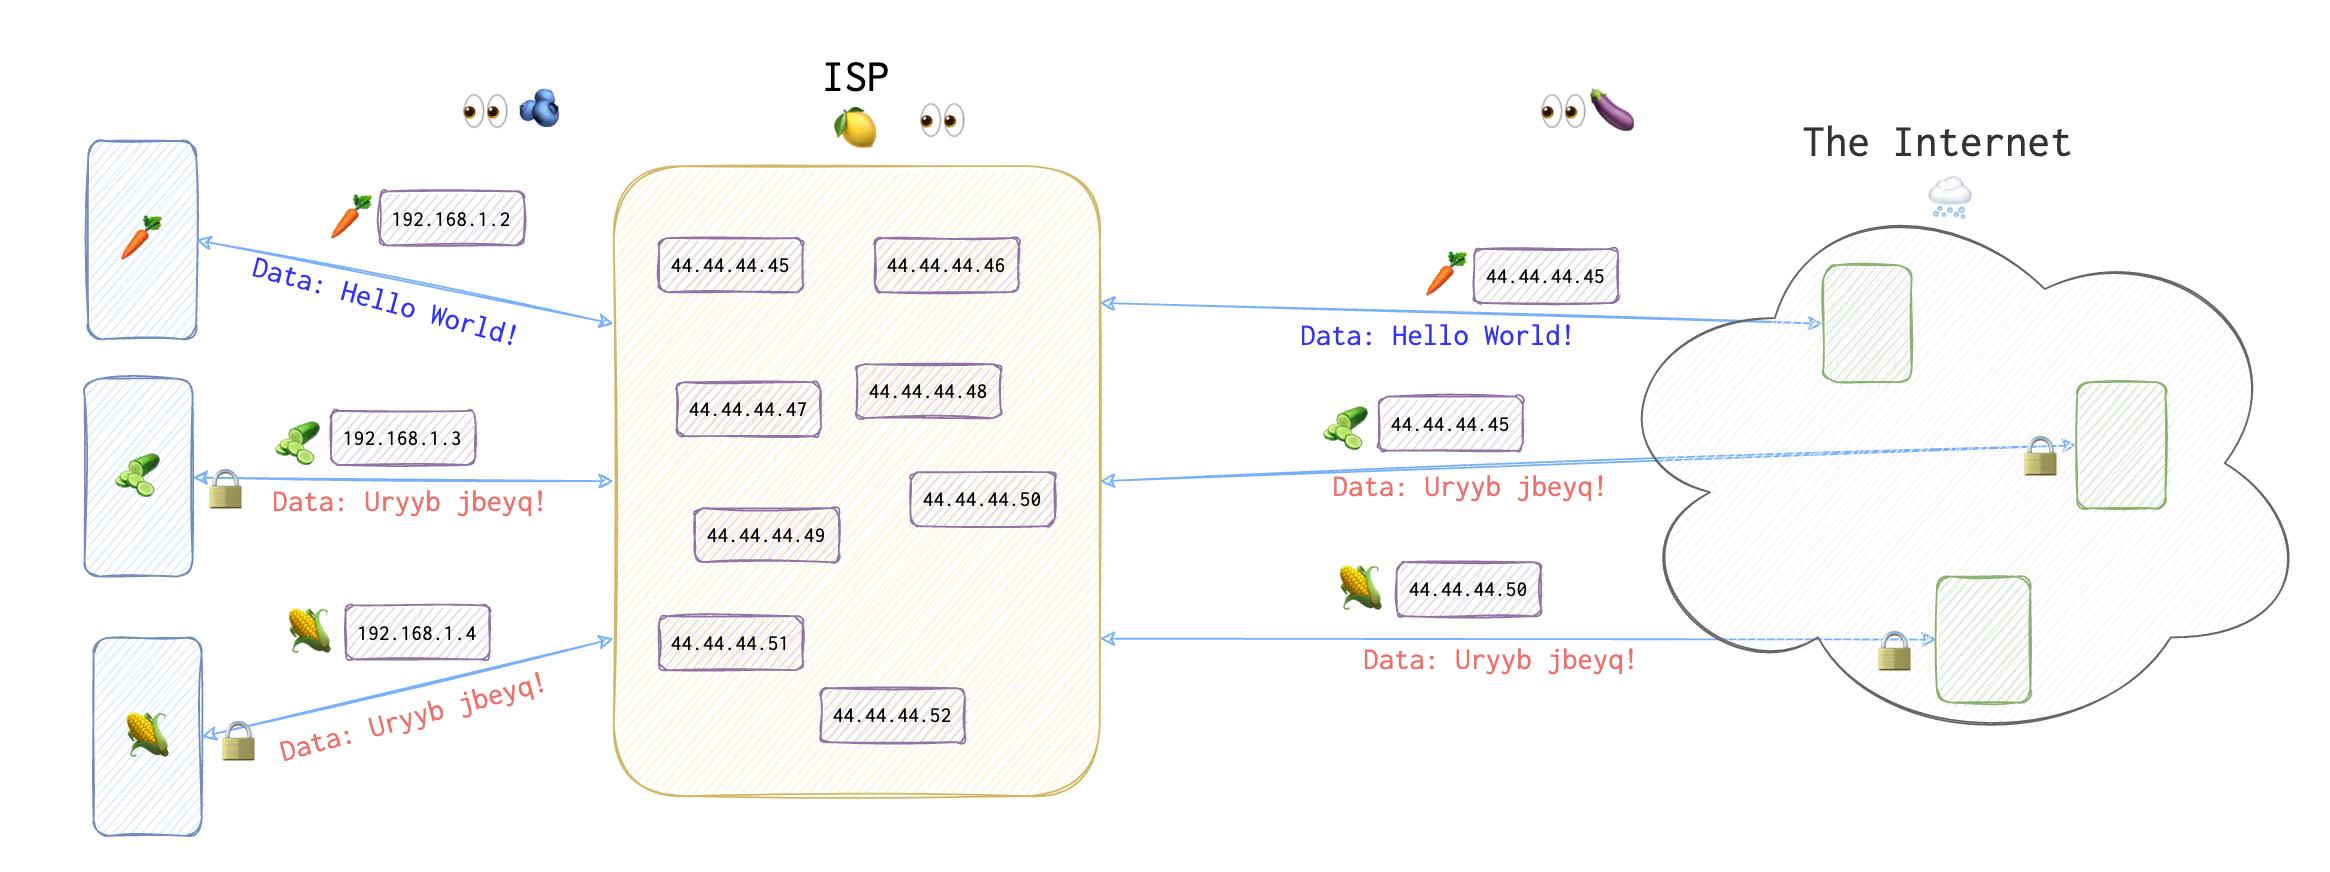 ISP
The Internet
192.168.1.2
Data: Hello World!
192.168.1.3
Data: Uryyb jbeyq!
192.168.1.4
Data: Uryyb jbeyq!
44.44.44.45
44.44.44.46
44.44.44.47
44.44.44.48
44.44.44.49
44.44.44.50
44.44.44.51
44.44.44.52
44.44.44.45
Data: Hello World!
44.44.44.45
Data: Uryyb jbeyq!
44.44.44.50
Data: Uryyb jbeyq!